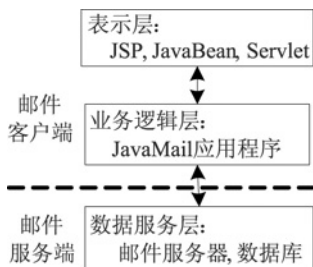 表示层:
JSP, JavaBean, Servlet
邮件
客户端
业务逻辑层:
JavaMail应用程序
邮件
服务端
数据服务层:
邮件服务器, 数据库